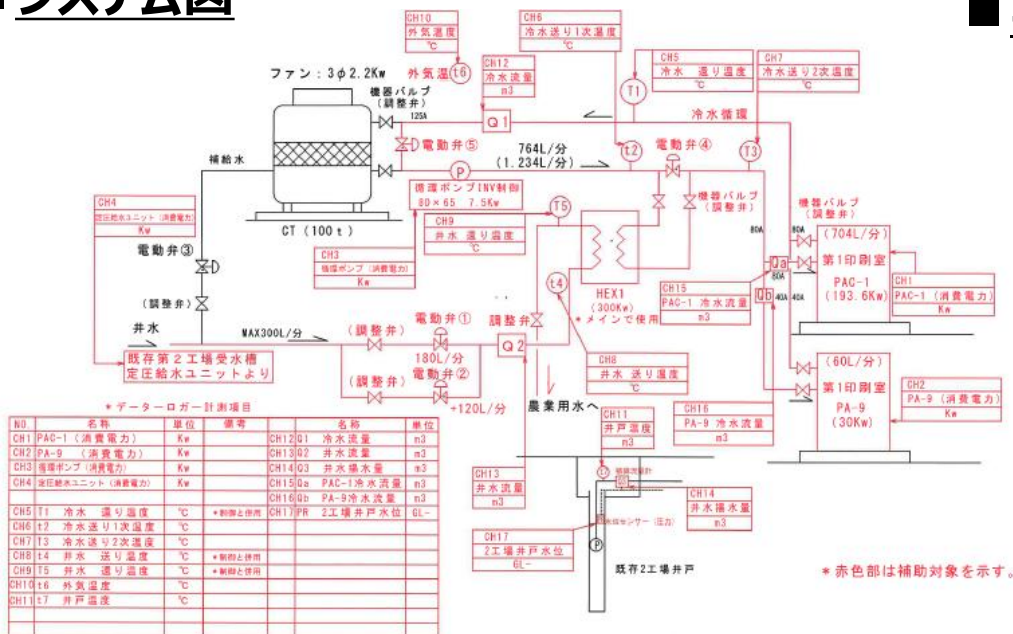 システム図
CH10
外気温度
℃
CH6
冷水送り1次温度
℃
CH12
冷水流量
m3
CH5
冷水 還り温度
℃
CH7
冷水送り2次温度
℃
ファン:3φ2.2Kw
外気温
t6
機器バルブ
(調整弁)
125A
Q1
T1
冷水循環
電動弁⑤
764L/分
(1.234L/分)
t2
電動弁④
T3
補給水
P
循環ポンプINV制御
80×65 7.5Kw
機器バルブ
(調整弁)
機器バルブ
(調整弁)
CH4
定圧給水ユニット(消費電力)
Kw
CT(100t)
CH9
井水 還り温度
℃
T5
80A
80A
(704L/分)
第1印刷室
PAC-1
(193.6Kw)
電動弁③
CH3
循環ポンプ(消費電力)
Kw
Qa
80A
Qb
40A
40A
CH1
PAC-1(消費電力)
Kw
t4
HEX1
(300Kw)
*メインで使用
CH15
PAC-1 冷水流量
m3
(調整弁)
井水
MAX300L/分
(調整弁)
電動弁①
調整弁
180L/分
Q2
既存第2工場受水槽
定圧給水ユニットより
(調整弁)
電動弁②
+120L/分
CH8
井水 送り温度
℃
(60L/分)
第1印刷室
PA-9
(30Kw)
CH2
PA-9(消費電力)
Kw
農業用水へ
CH11
井戸温度
m3
CH16
PA-9 冷水流量
m3
*データーロガー計測項目
NO. 名称 単位 備考 名称 単位
CH1 PAC-1(消費電力) Kw CH12 Q1 冷水流量 m3
CH2 PA-9 (消費電力) Kw CH13 Q2 井水流量 m3
CH3 循環ポンプ(消費電力) Kw CH14 Q3 井水揚水量 m3
CH4 定圧給水ユニット(消費電力) Kw CH15 Qa PAC-1冷水流量 m3
CH16 Qb PA-9冷水流量 m3
CH5 T1 冷水 還り温度 ℃ *制御と併用 CH17 PR 2工場井戸水位 GL-
CH6 t2 冷水送り1次温度 ℃
CH7 T3 冷水送り2次温度 ℃
CH8 t4 井水 送り温度 ℃ *制御と併用
CH9 T5 井水 還り温度 ℃ *制御と併用
CH10 t6 外気温度 ℃
CH11 t7 井戸温度 ℃
CH13
井水流量
m3
CH14
井水揚水量
m3
CH17
2工場井戸水位
GL-
水位センサー(圧力)
P
既存2工場井戸
*赤色部は補助対象を示す。